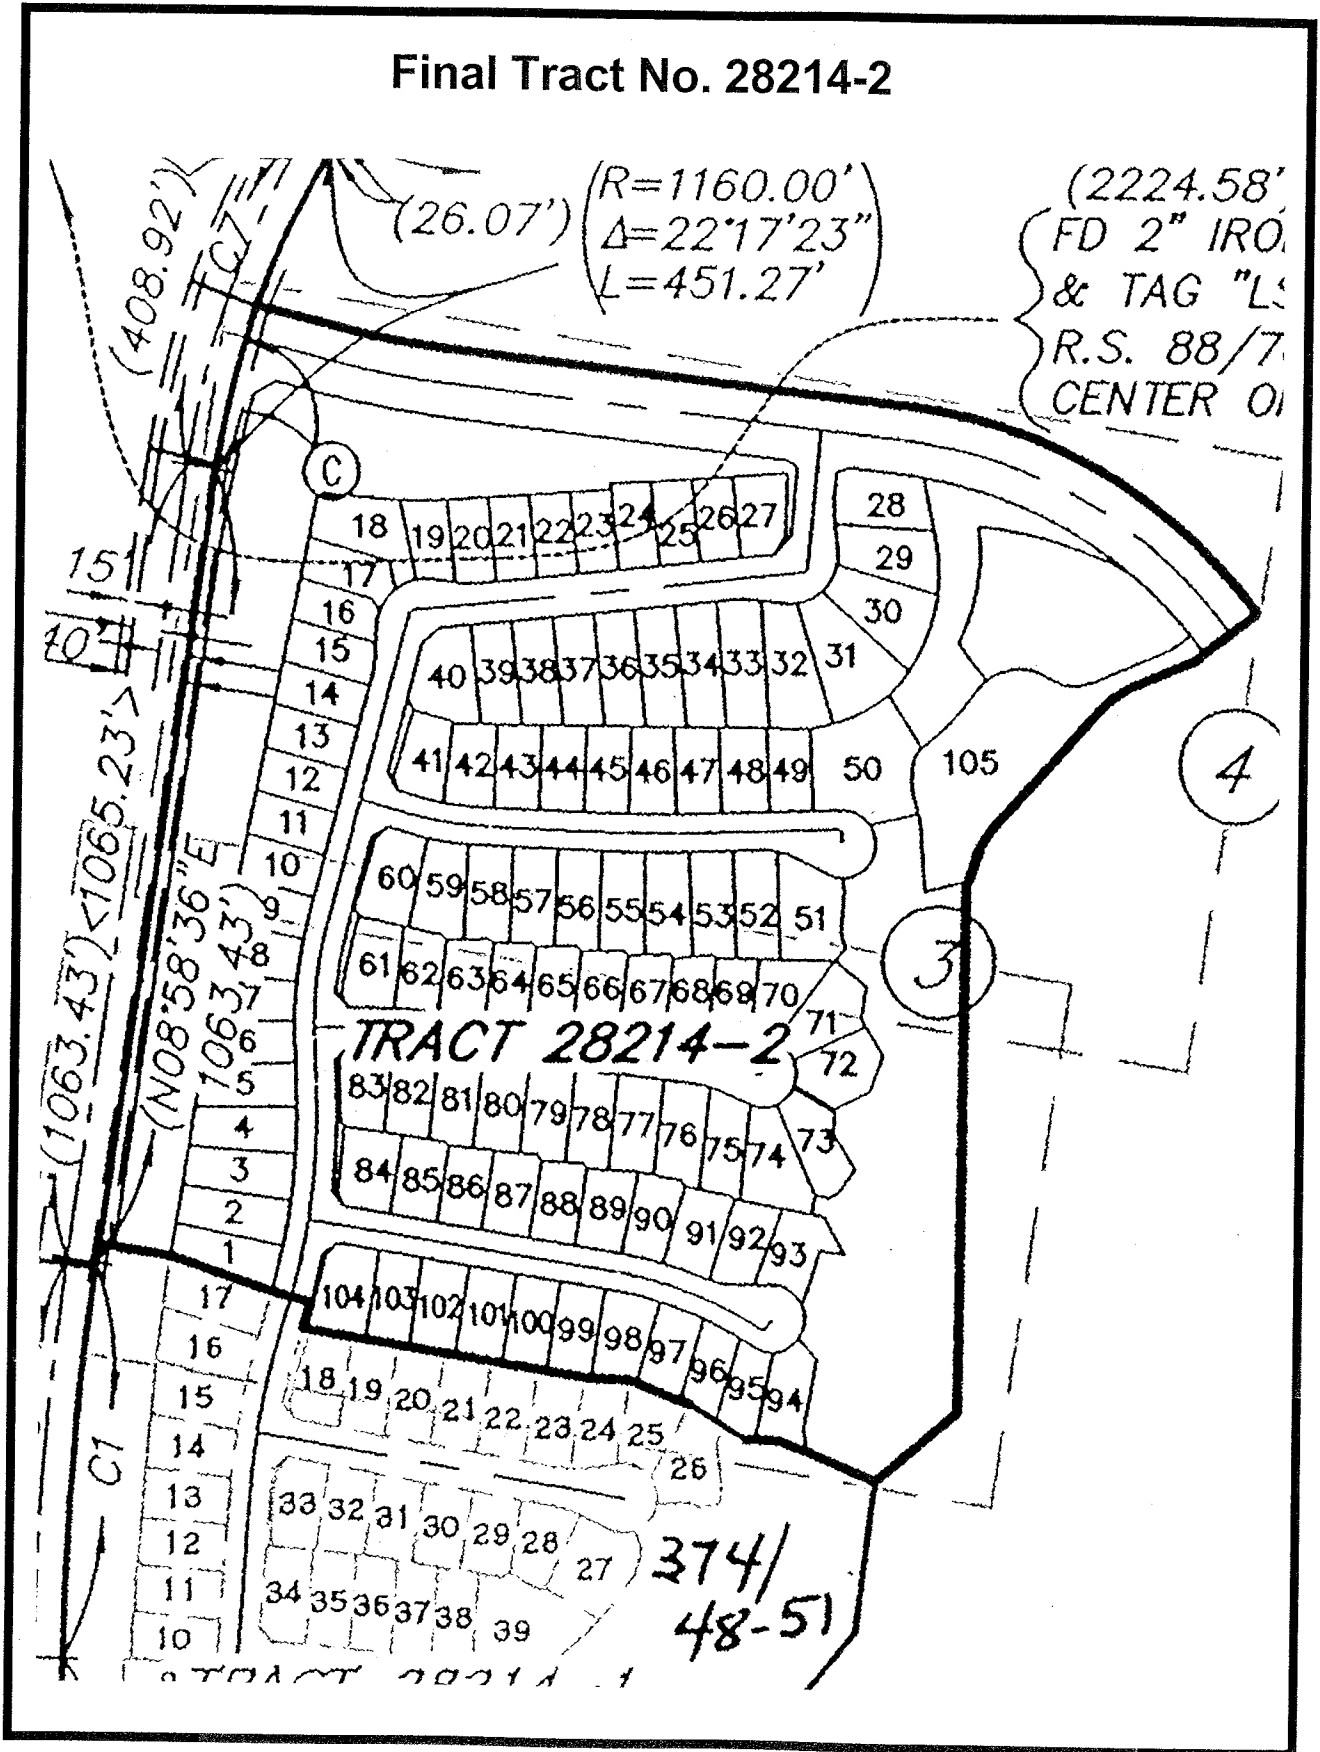 Final Tract No. 28214-2
(408.92')
C7
(26.07')
(R=1160.00'
Δ=22°17'23"
L=451.27')
(2224.58'
FD 2" IRO
& TAG "LS
R.S. 88/7
CENTER O
C
18 19 20 21 22 23 24 25 26 27
28
29
30
31
17
16
15
14
13
12
11
10
9
8
7
6
5
4
3
2
1
15'
10'
40 39 38 37 36 35 34 33 32
41 42 43 44 45 46 47 48 49 50
105
4
3
60 59 58 57 56 55 54 53 52 51
61 62 63 64 65 66 67 68 69 70
71
72
73
TRACT 28214-2
83 82 81 80 79 78 77 76 75 74
84 85 86 87 88 89 90 91 92 93
104 103 102 101 100 99 98 97 96 95 94
<1065.23'>
(1063.43')
(N08°58'36"E
1063.43')
C1
17
16
15
14
13
12
11
10
18 19 20 21 22 23 24 25
26
33 32 31 30 29 28
27
34 35 36 37 38 39
374/
48-51
TRACT 28214-1